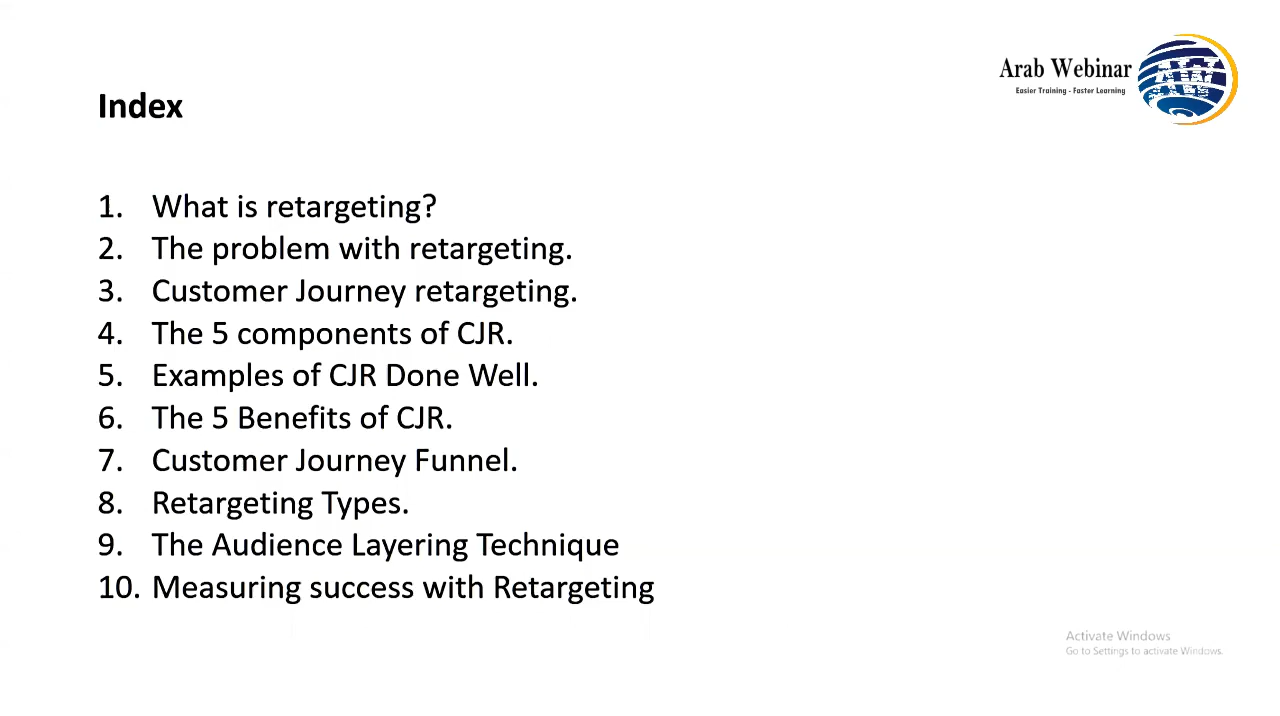 Arab Webinar
Easier Training - Faster Learning
Index
1. What is retargeting?
2. The problem with retargeting.
3. Customer Journey retargeting.
4. The 5 components of CJR.
5. Examples of CJR Done Well.
6. The 5 Benefits of CJR.
7. Customer Journey Funnel.
8. Retargeting Types.
9. The Audience Layering Technique
10. Measuring success with Retargeting
Activate Windows
Go to Settings to activate Windows.